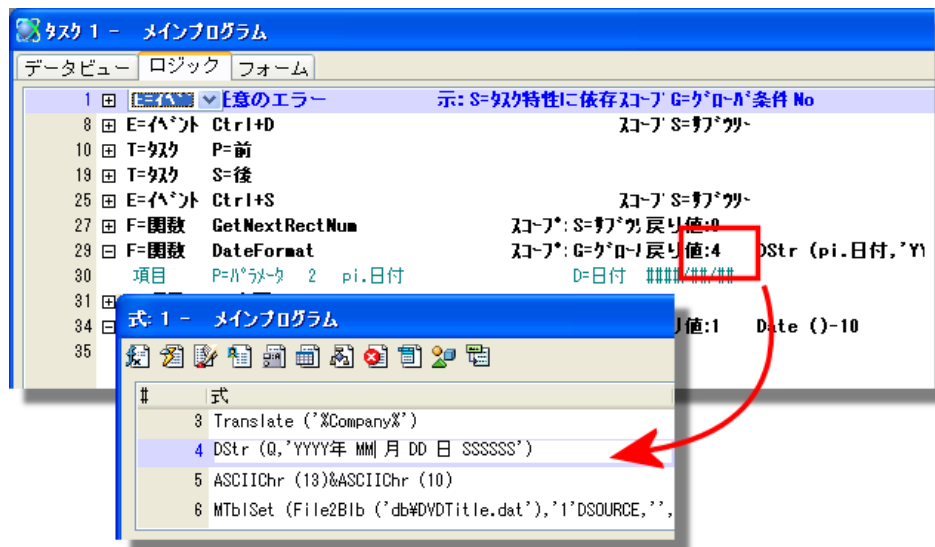 タスク 1 - メインプログラム
データビュー ロジック フォーム
1 E=イベント 任意のエラー 示: S=タスク特性に依存 スコープ G=グローバ 条件 No
8 E=イベント Ctrl+D スコープ S=サブツリー
10 T=タスク P=前
19 T=タスク S=後
25 E=イベント Ctrl+S スコープ S=サブツリー
27 F=関数 GetNextRectNum スコープ: S=サブツリ 戻り値:0
29 F=関数 DateFormat スコープ: G=グローバ 戻り値:4 DStr (pi.日付,'YY
30 項目 P=パラメータ 2 pi.日付 D=日付 ####/##/##
31
34 値:1 Date ()-10
35
式: 1 - メインプログラム
# 式
3 Translate ('%Company%')
4 DStr (Q,'YYYY年 MM 月 DD 日 SSSSSS')
5 ASCIIChr (13)&ASCIIChr (10)
6 MTblSet (File2Blb ('db¥DVDTitle.dat'),'1'DSOURCE,'',